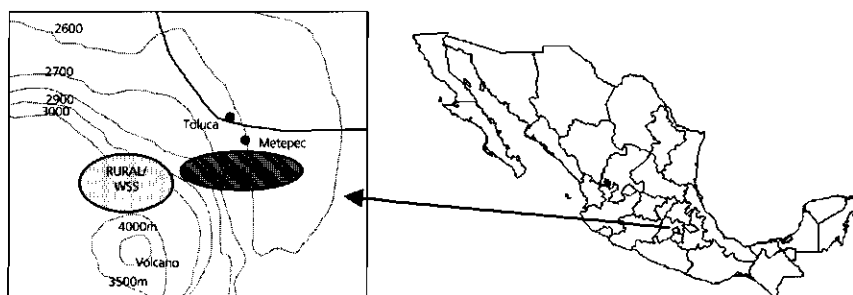 2600
2700
2900
3000
Toluca
Metepec
RURAL/
WSS
4000m
Volcano
3500m